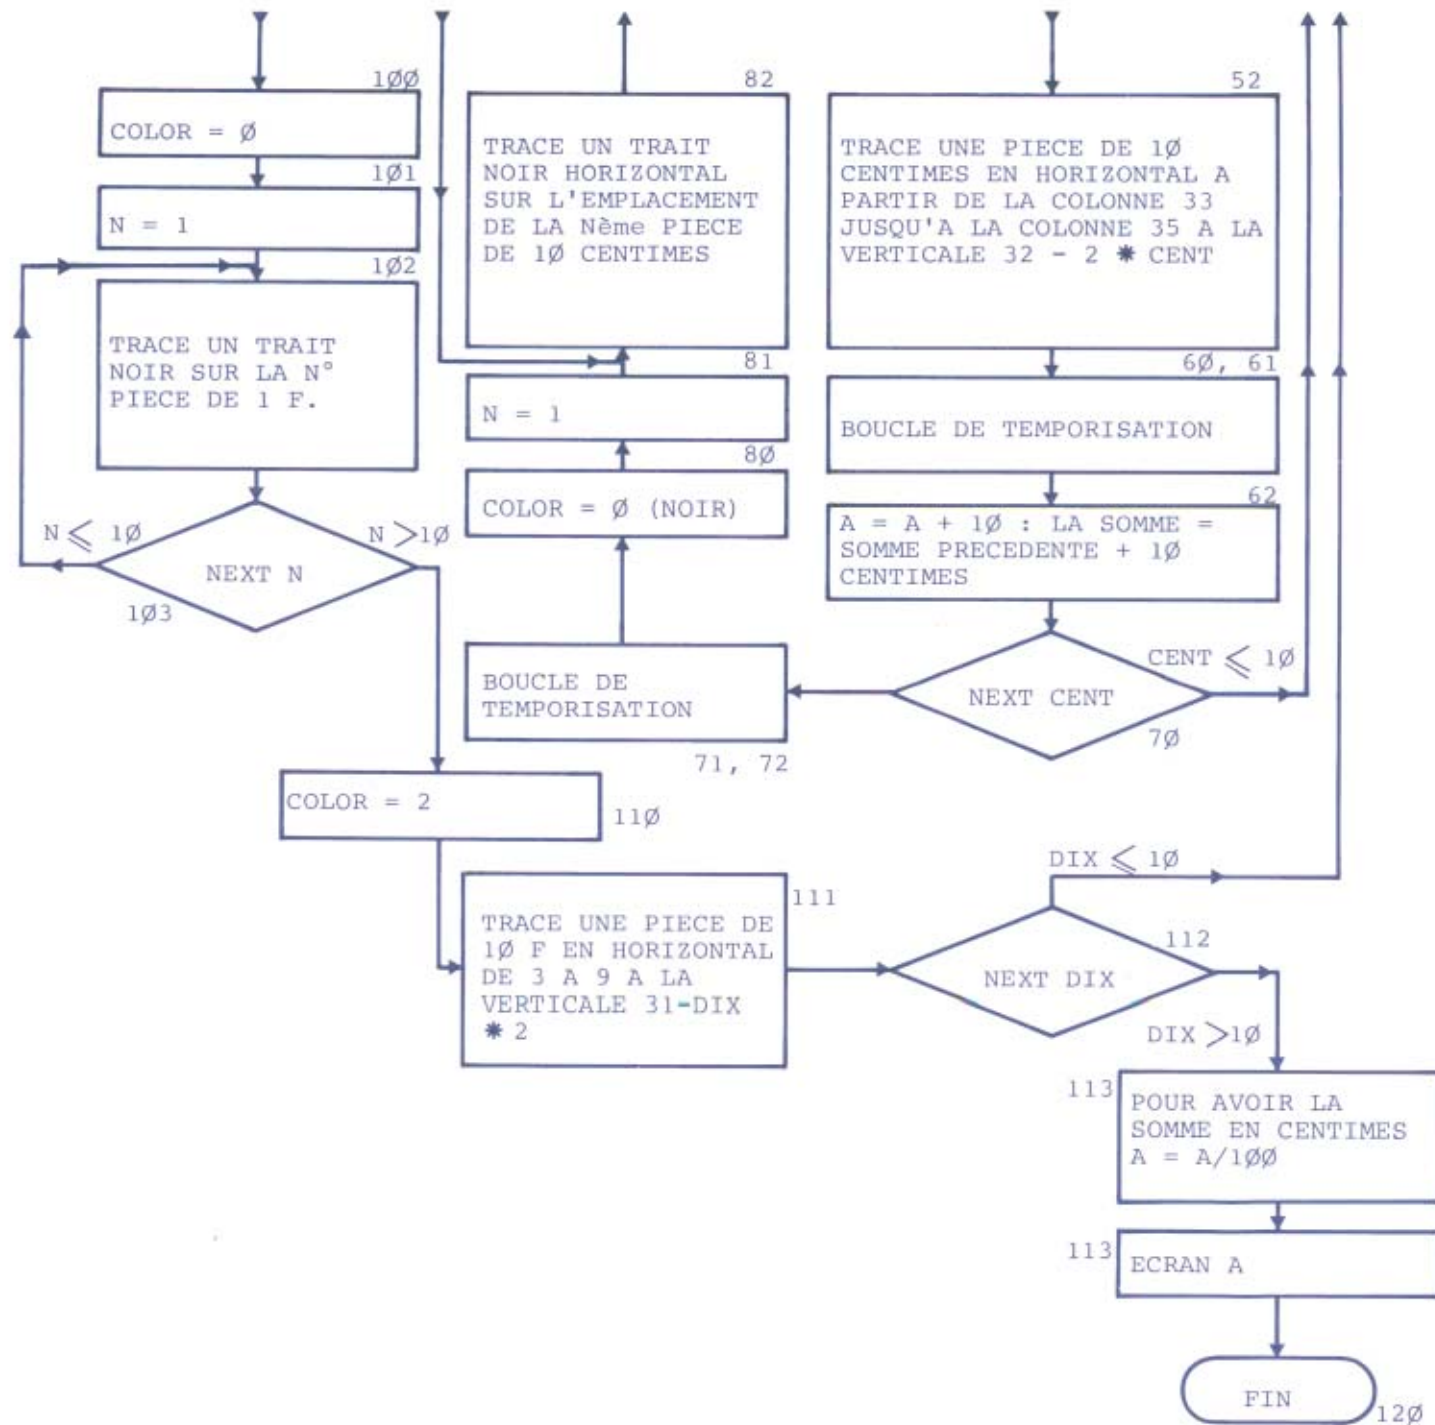 100
COLOR = Ø
1Ø1
N = 1
1Ø2
TRACE UN TRAIT
NOIR SUR LA N°
PIECE DE 1 F.
N ⩽ 1Ø
N >1Ø
NEXT N
1Ø3
82
TRACE UN TRAIT
NOIR HORIZONTAL
SUR L'EMPLACEMENT
DE LA Nème PIECE
DE 1Ø CENTIMES
81
N = 1
8Ø
COLOR = Ø (NOIR)
BOUCLE DE
TEMPORISATION
71, 72
52
TRACE UNE PIECE DE 1Ø
CENTIMES EN HORIZONTAL A
PARTIR DE LA COLONNE 33
JUSQU'A LA COLONNE 35 A LA
VERTICALE 32 - 2 * CENT
6Ø, 61
BOUCLE DE TEMPORISATION
62
A = A + 1Ø : LA SOMME =
SOMME PRECEDENTE + 1Ø
CENTIMES
CENT ⩽ 1Ø
NEXT CENT
7Ø
COLOR = 2
11Ø
111
TRACE UNE PIECE DE
1Ø F EN HORIZONTAL
DE 3 A 9 A LA
VERTICALE 31-DIX
* 2
DIX ⩽ 1Ø
112
NEXT DIX
DIX >1Ø
113
POUR AVOIR LA
SOMME EN CENTIMES
A = A/1ØØ
113
ECRAN A
FIN
12Ø